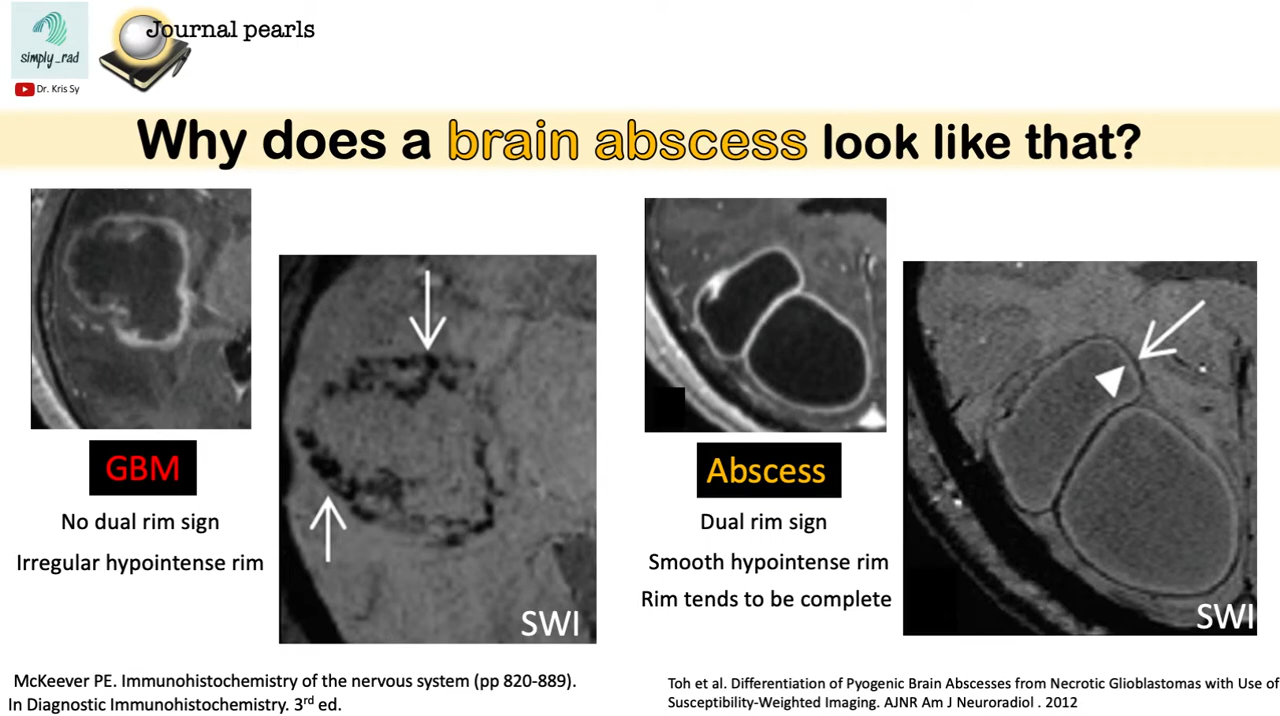 Journal pearls
simply_rad
Dr. Kris Sy
Why does a brain abscess look like that?
GBM
No dual rim sign
Irregular hypointense rim
SWI
Abscess
Dual rim sign
Smooth hypointense rim
Rim tends to be complete
SWI
McKeever PE. Immunohistochemistry of the nervous system (pp 820-889).
In Diagnostic Immunohistochemistry. 3rd ed.
Toh et al. Differentiation of Pyogenic Brain Abscesses from Necrotic Glioblastomas with Use of
Susceptibility-Weighted Imaging. AJNR Am J Neuroradiol . 2012